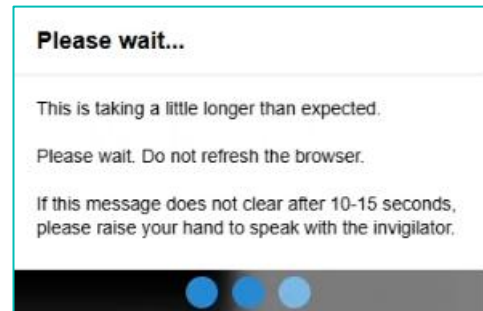 Please wait...
This is taking a little longer than expected.
Please wait. Do not refresh the browser.
If this message does not clear after 10-15 seconds,
please raise your hand to speak with the invigilator.